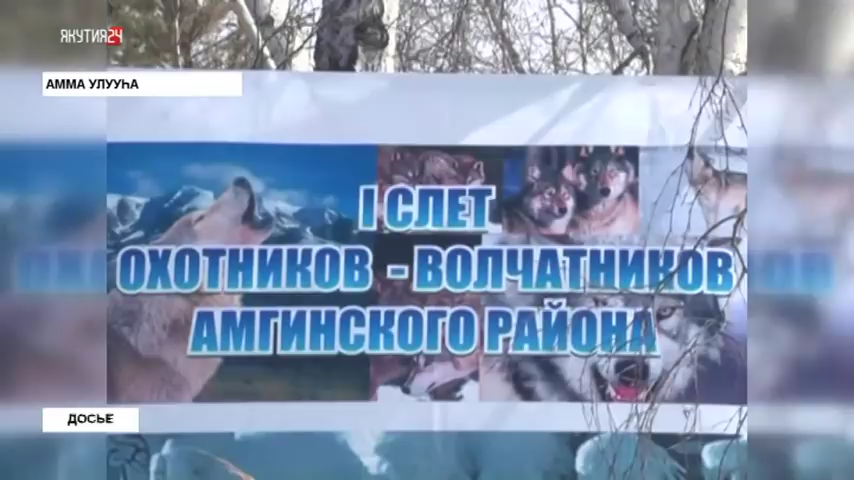 ЯКУТИЯ24
АММА УЛУУҺА
I СЛЕТ
ОХОТНИКОВ - ВОЛЧАТНИКОВ
АМГИНСКОГО РАЙОНА
ДОСЬЕ